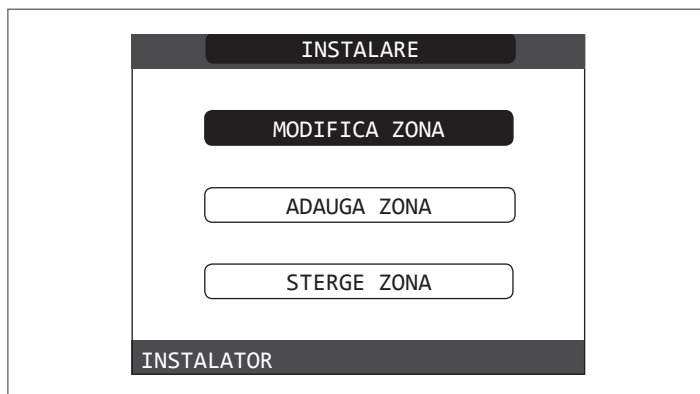 INSTALARE
MODIFICA ZONA
ADAUGA ZONA
STERGE ZONA
INSTALATOR